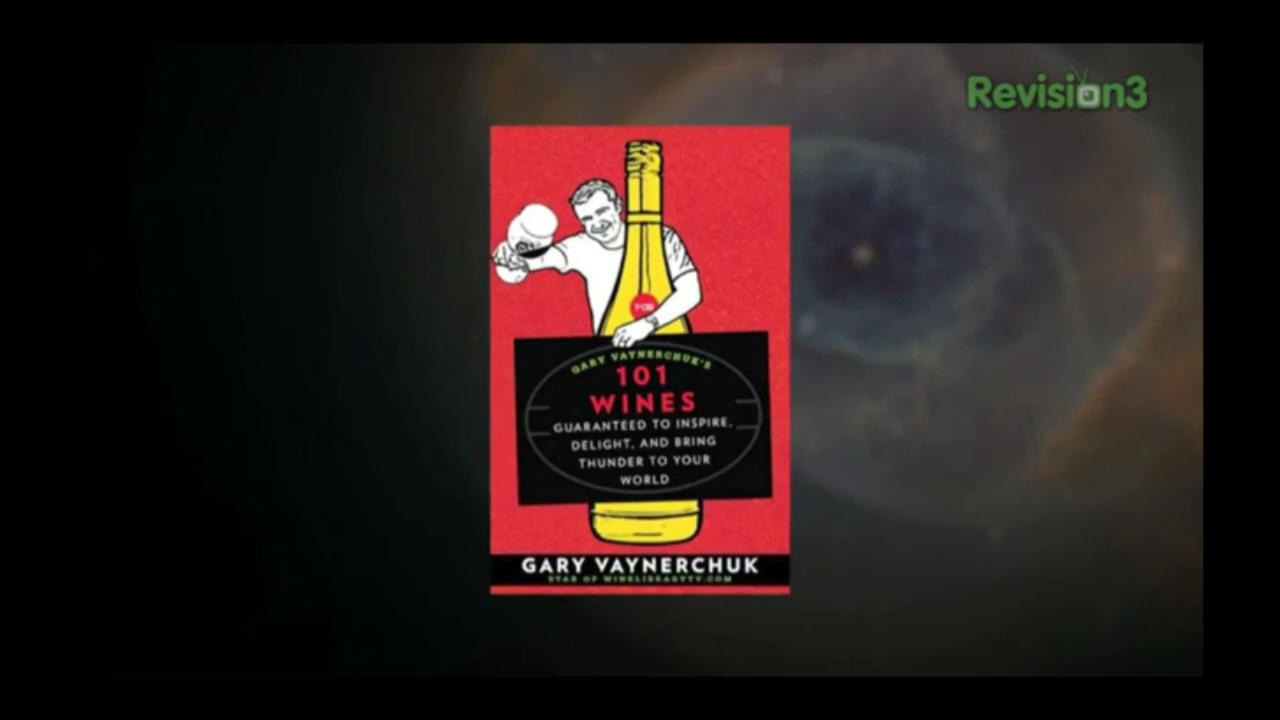 Revision3
GARY VAYNERCHUK'S
101
WINES
GUARANTEED TO INSPIRE,
DELIGHT, AND BRING
THUNDER TO YOUR
WORLD
GARY VAYNERCHUK
STAR OF WINELIBRARYTV.COM